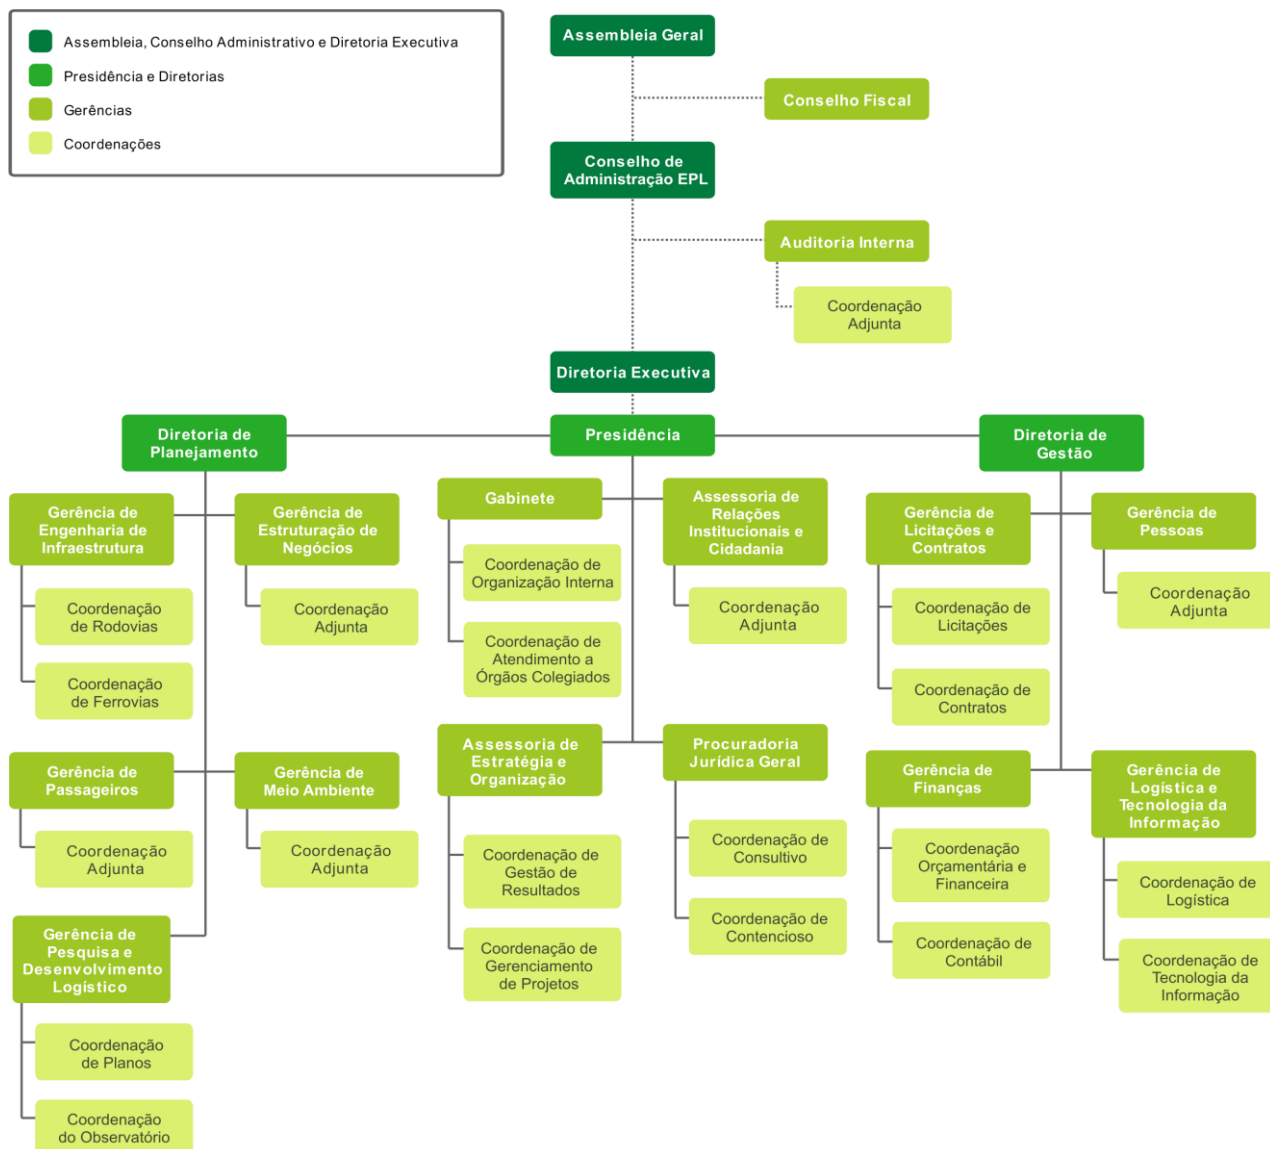 Assembleia, Conselho Administrativo e Diretoria Executiva
Presidência e Diretorias
Gerências
Coordenações
Assembleia Geral
Conselho Fiscal
Conselho de
Administração EPL
Auditoria Interna
Coordenação
Adjunta
Diretoria Executiva
Diretoria de
Planejamento
Presidência
Diretoria de
Gestão
Gerência de
Engenharia de
Infraestrutura
Coordenação
de Rodovias
Coordenação
de Ferrovias
Gerência de
Estruturação de
Negócios
Coordenação
Adjunta
Gerência de
Passageiros
Coordenação
Adjunta
Gerência de
Meio Ambiente
Coordenação
Adjunta
Gerência de
Pesquisa e
Desenvolvimento
Logístico
Coordenação
de Planos
Coordenação
do Observatório
Gabinete
Coordenação de
Organização Interna
Coordenação de
Atendimento a
Órgãos Colegiados
Assessoria de
Relações
Institucionais e
Cidadania
Coordenação
Adjunta
Assessoria de
Estratégia e
Organização
Coordenação de
Gestão de
Resultados
Coordenação de
Gerenciamento
de Projetos
Procuradoria
Jurídica Geral
Coordenação de
Consultivo
Coordenação de
Contencioso
Gerência de
Licitações e
Contratos
Coordenação de
Licitações
Coordenação de
Contratos
Gerência de
Pessoas
Coordenação
Adjunta
Gerência de
Finanças
Coordenação
Orçamentária e
Financeira
Coordenação de
Contábil
Gerência de
Logística e
Tecnologia da
Informação
Coordenação de
Logística
Coordenação de
Tecnologia da
Informação